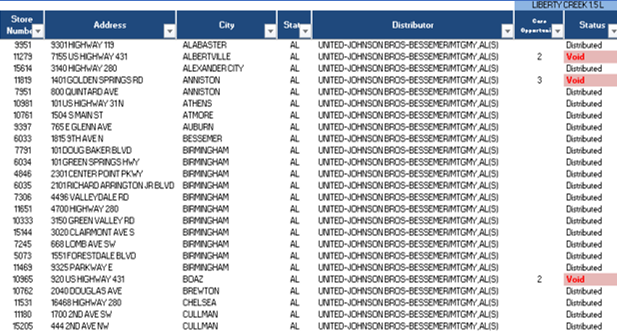 LIBERTY CREEK 1.5 L
Store Number Address City State Distributor Case Opportuni Status
9951 9301 HIGHWAY 119 ALABASTER AL UNITED-JOHNSON BROS-BESSEMER/MTGMY,AL(S) Distributed
11279 7155 US HIGHWAY 431 ALBERTVILLE AL UNITED-JOHNSON BROS-BESSEMER/MTGMY,AL(S) 2 Void
15614 3140 HIGHWAY 280 ALEXANDER CITY AL UNITED-JOHNSON BROS-BESSEMER/MTGMY,AL(S) Distributed
11819 1401 GOLDEN SPRINGS RD ANNISTON AL UNITED-JOHNSON BROS-BESSEMER/MTGMY,AL(S) 3 Void
7951 800 QUINTARD AVE ANNISTON AL UNITED-JOHNSON BROS-BESSEMER/MTGMY,AL(S) Distributed
10981 101 US HIGHWAY 31 N ATHENS AL UNITED-JOHNSON BROS-BESSEMER/MTGMY,AL(S) Distributed
10761 1504 S MAIN ST ATMORE AL UNITED-JOHNSON BROS-BESSEMER/MTGMY,AL(S) Distributed
9397 765 E GLENN AVE AUBURN AL UNITED-JOHNSON BROS-BESSEMER/MTGMY,AL(S) Distributed
6033 1815 9TH AVE N BESSEMER AL UNITED-JOHNSON BROS-BESSEMER/MTGMY,AL(S) Distributed
7791 101 DOUG BAKER BLVD BIRMINGHAM AL UNITED-JOHNSON BROS-BESSEMER/MTGMY,AL(S) Distributed
6034 101 GREEN SPRINGS HWY BIRMINGHAM AL UNITED-JOHNSON BROS-BESSEMER/MTGMY,AL(S) Distributed
4846 2301 CENTER POINT PKWY BIRMINGHAM AL UNITED-JOHNSON BROS-BESSEMER/MTGMY,AL(S) Distributed
6035 2101 RICHARD ARRINGTON JR BLVD BIRMINGHAM AL UNITED-JOHNSON BROS-BESSEMER/MTGMY,AL(S) Distributed
7306 4496 VALLEYDALE RD BIRMINGHAM AL UNITED-JOHNSON BROS-BESSEMER/MTGMY,AL(S) Distributed
11651 4700 HIGHWAY 280 BIRMINGHAM AL UNITED-JOHNSON BROS-BESSEMER/MTGMY,AL(S) Distributed
10333 3150 GREEN VALLEY RD BIRMINGHAM AL UNITED-JOHNSON BROS-BESSEMER/MTGMY,AL(S) Distributed
15144 3020 CLAIRMONT AVE S BIRMINGHAM AL UNITED-JOHNSON BROS-BESSEMER/MTGMY,AL(S) Distributed
7245 668 LOMB AVE SW BIRMINGHAM AL UNITED-JOHNSON BROS-BESSEMER/MTGMY,AL(S) Distributed
5073 1551 FORESTDALE BLVD BIRMINGHAM AL UNITED-JOHNSON BROS-BESSEMER/MTGMY,AL(S) Distributed
11469 9325 PARKWAY E BIRMINGHAM AL UNITED-JOHNSON BROS-BESSEMER/MTGMY,AL(S) Distributed
10965 920 US HIGHWAY 431 BOAZ AL UNITED-JOHNSON BROS-BESSEMER/MTGMY,AL(S) 2 Void
10762 2040 DOUGLAS AVE BREWTON AL UNITED-JOHNSON BROS-BESSEMER/MTGMY,AL(S) Distributed
11531 16468 HIGHWAY 280 CHELSEA AL UNITED-JOHNSON BROS-BESSEMER/MTGMY,AL(S) Distributed
11180 1700 2ND AVE SW CULLMAN AL UNITED-JOHNSON BROS-BESSEMER/MTGMY,AL(S) Distributed
15205 444 2ND AVE NW CULLMAN AL UNITED-JOHNSON BROS-BESSEMER/MTGMY,AL(S) Distributed